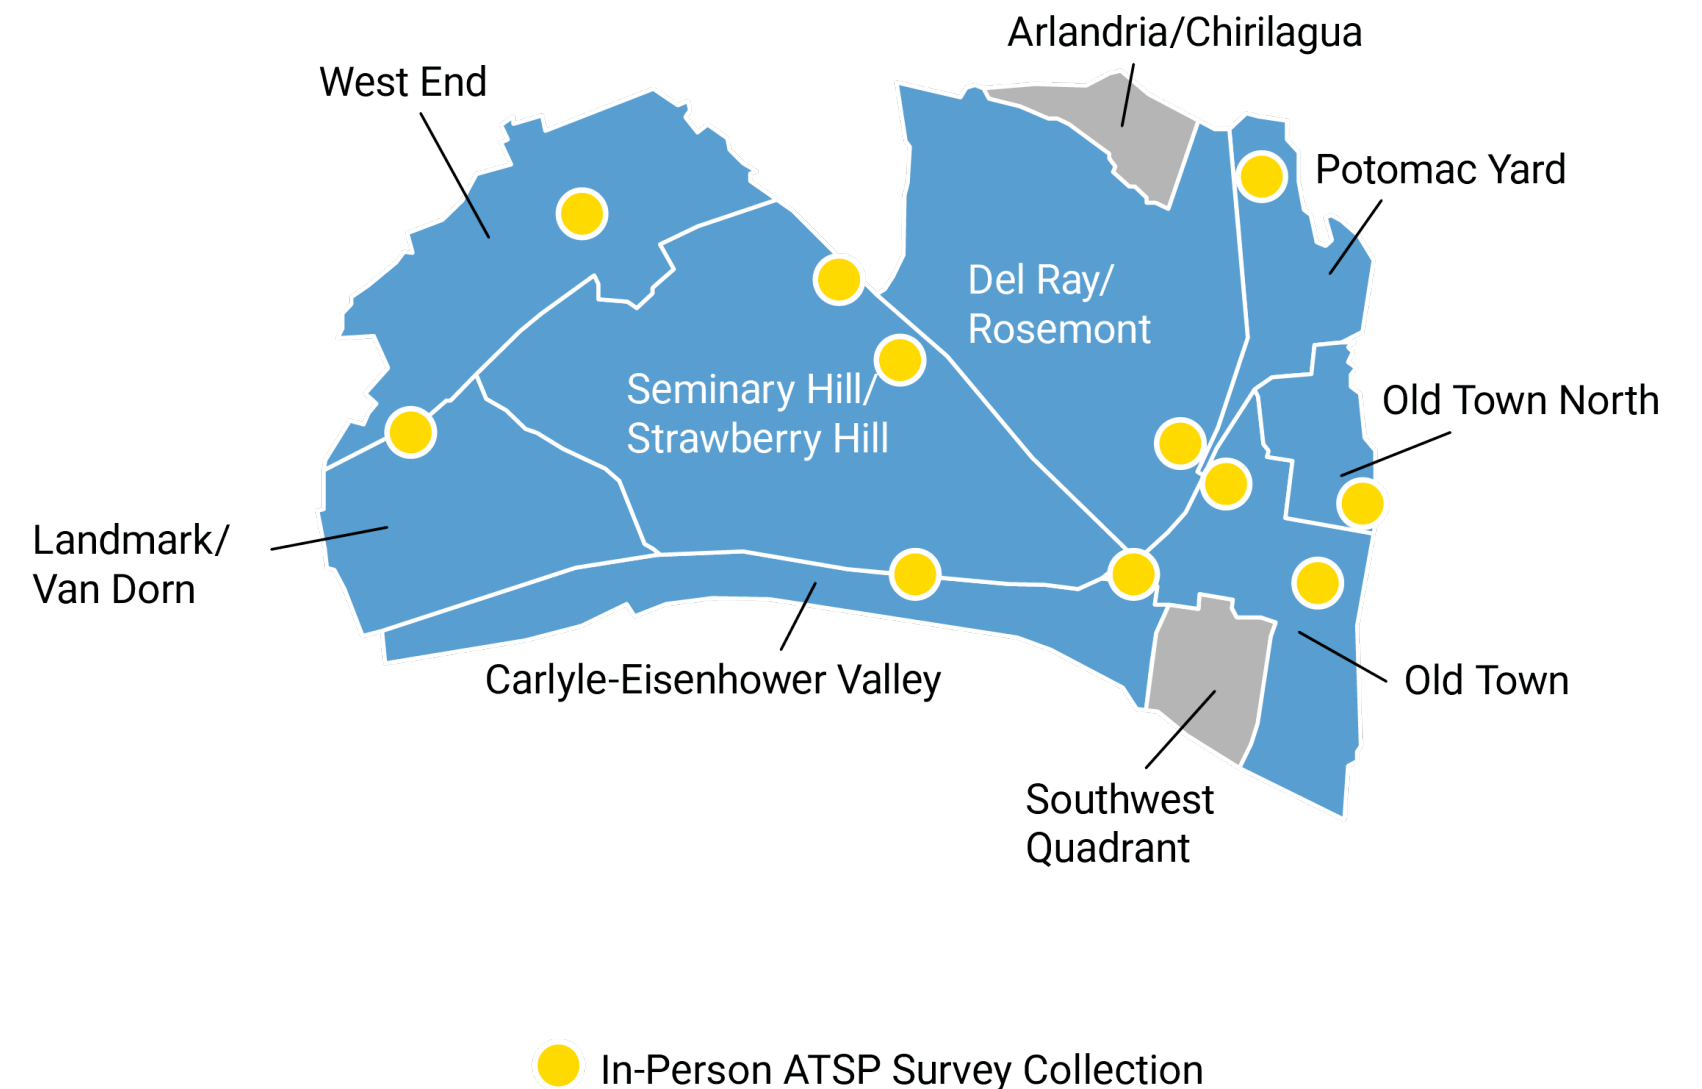 Arlandria/Chirilagua
West End
Potomac Yard
Del Ray/
Rosemont
Seminary Hill/
Strawberry Hill
Old Town North
Landmark/
Van Dorn
Carlyle-Eisenhower Valley
Old Town
Southwest
Quadrant
In-Person ATSP Survey Collection